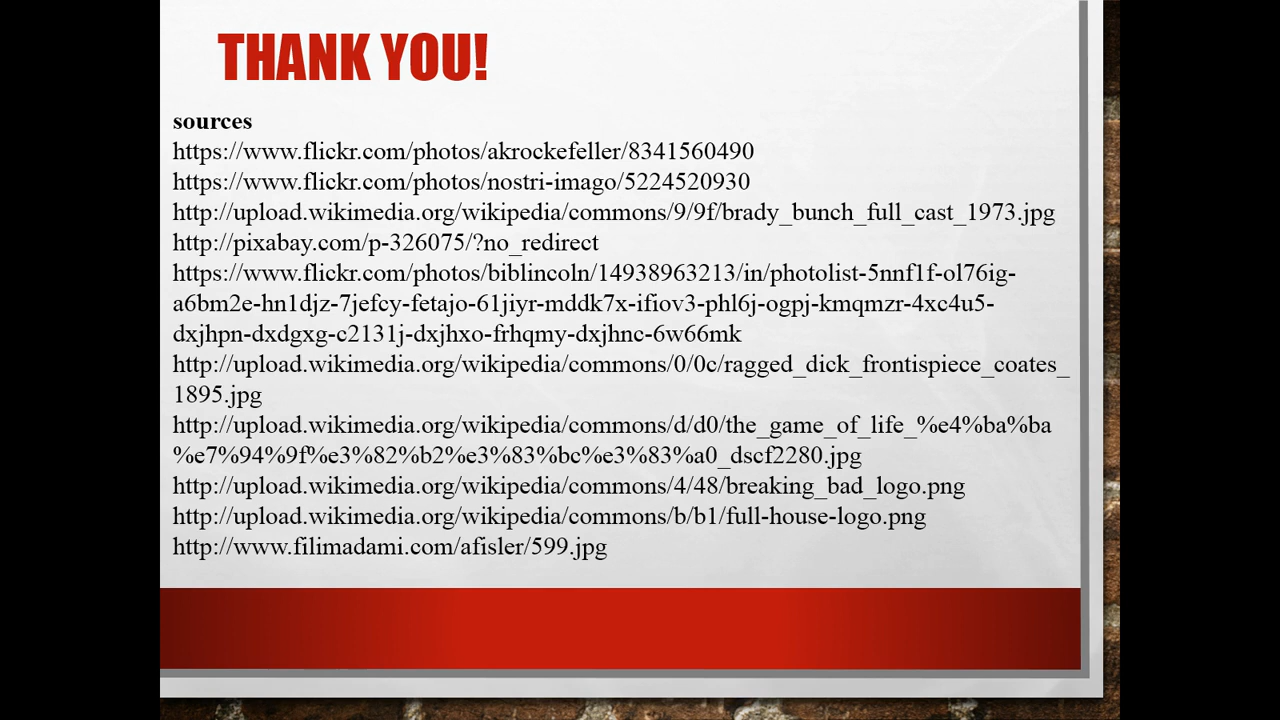 THANK YOU!
sources
https://www.flickr.com/photos/akrockefeller/8341560490
https://www.flickr.com/photos/nostri-imago/5224520930
http://upload.wikimedia.org/wikipedia/commons/9/9f/brady_bunch_full_cast_1973.jpg
http://pixabay.com/p-326075/?no_redirect
https://www.flickr.com/photos/biblincoln/14938963213/in/photolist-5nnf1f-ol76ig-
a6bm2e-hn1djz-7jefcy-fetajo-61jiyr-mddk7x-ifiov3-phl6j-ogpj-kmqmzr-4xc4u5-
dxjhpn-dxdgxg-c2131j-dxjhxo-frhqmy-dxjhnc-6w66mk
http://upload.wikimedia.org/wikipedia/commons/0/0c/ragged_dick_frontispiece_coates_
1895.jpg
http://upload.wikimedia.org/wikipedia/commons/d/d0/the_game_of_life_%e4%ba%ba
%e7%94%9f%e3%82%b2%e3%83%bc%e3%83%a0_dscf2280.jpg
http://upload.wikimedia.org/wikipedia/commons/4/48/breaking_bad_logo.png
http://upload.wikimedia.org/wikipedia/commons/b/b1/full-house-logo.png
http://www.filimadami.com/afisler/599.jpg